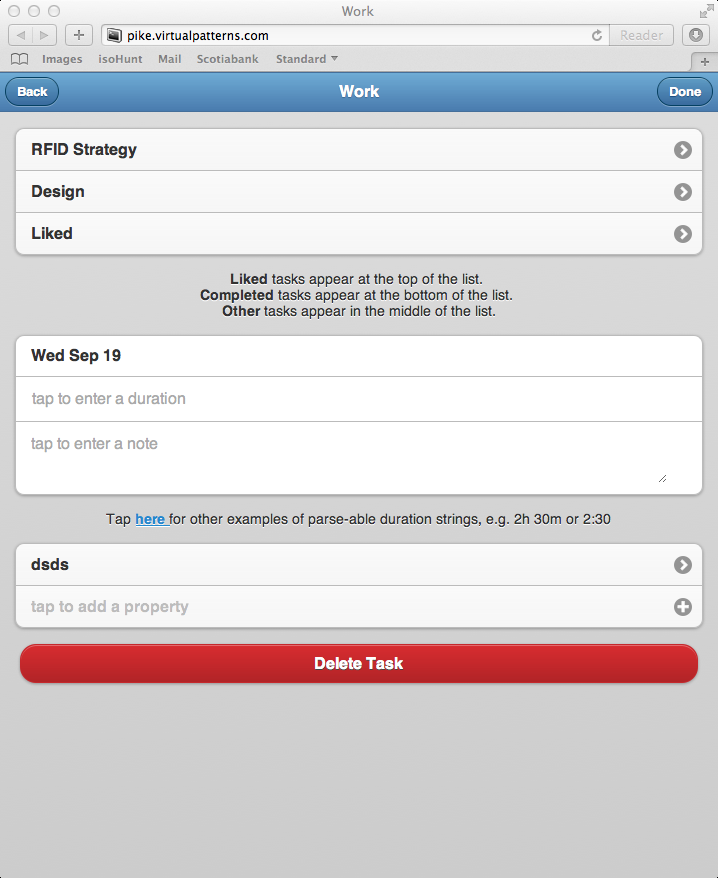 Work
pike.virtualpatterns.com
Reader
Images isoHunt Mail Scotiabank Standard
Back Work Done
RFID Strategy
Design
Liked
Liked tasks appear at the top of the list.
Completed tasks appear at the bottom of the list.
Other tasks appear in the middle of the list.
Wed Sep 19
tap to enter a duration
tap to enter a note
Tap here for other examples of parse-able duration strings, e.g. 2h 30m or 2:30
dsds
tap to add a property
Delete Task